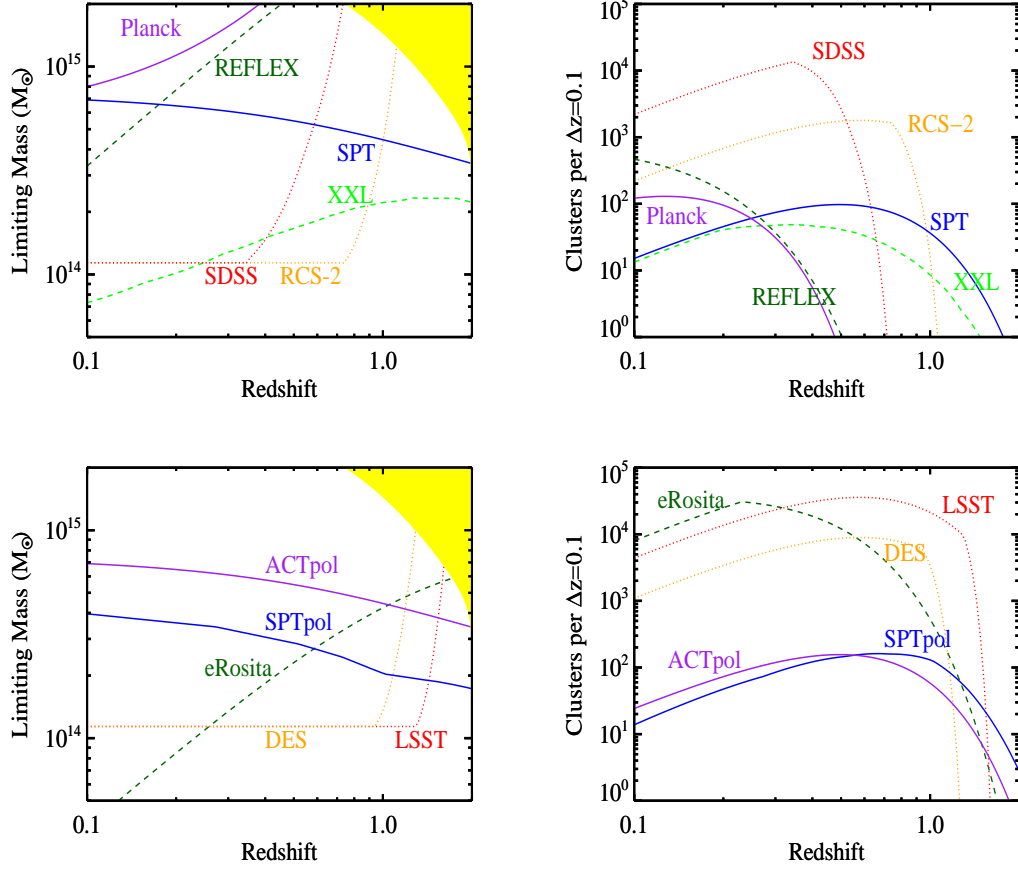 Limiting Mass (M☉)
10^15
10^14
Planck
REFLEX
SPT
XXL
SDSS
RCS-2
0.1
1.0
Redshift
Clusters per Δz=0.1
10^5
10^4
10^3
10^2
10^1
10^0
SDSS
RCS-2
Planck
SPT
REFLEX
XXL
0.1
1.0
Redshift
Limiting Mass (M☉)
10^15
10^14
ACTpol
SPTpol
eRosita
DES
LSST
0.1
1.0
Redshift
Clusters per Δz=0.1
10^5
10^4
10^3
10^2
10^1
10^0
eRosita
LSST
DES
SPTpol
ACTpol
0.1
1.0
Redshift